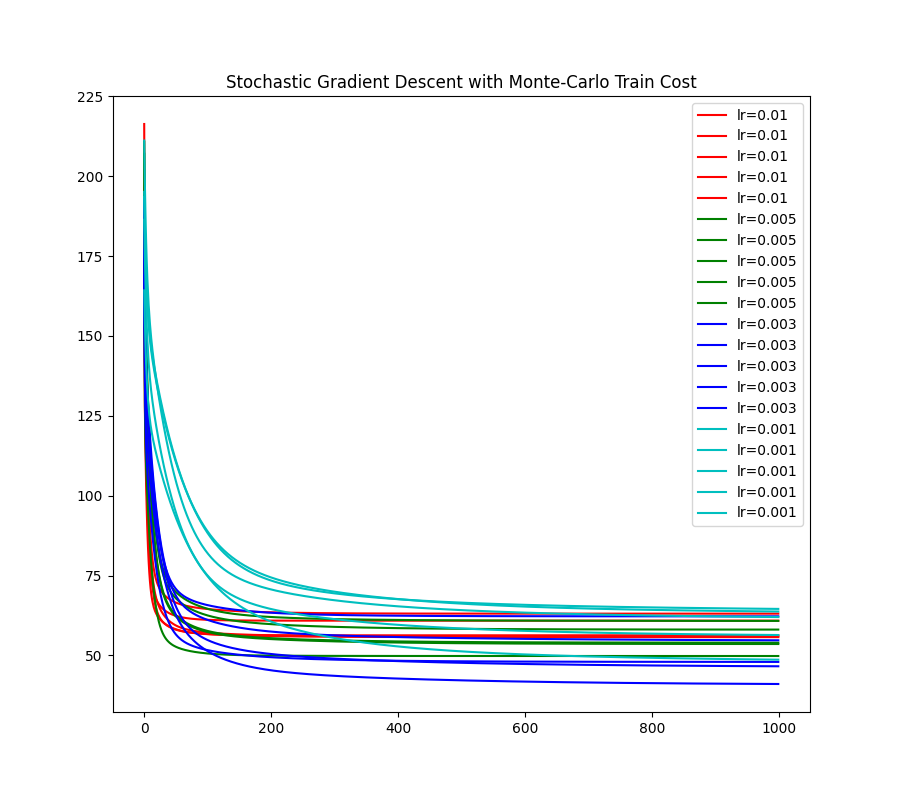 Stochastic Gradient Descent with Monte-Carlo Train Cost
225
200
175
150
125
100
75
50
0 200 400 600 800 1000
lr=0.01
lr=0.01
lr=0.01
lr=0.01
lr=0.01
lr=0.005
lr=0.005
lr=0.005
lr=0.005
lr=0.005
lr=0.003
lr=0.003
lr=0.003
lr=0.003
lr=0.003
lr=0.001
lr=0.001
lr=0.001
lr=0.001
lr=0.001